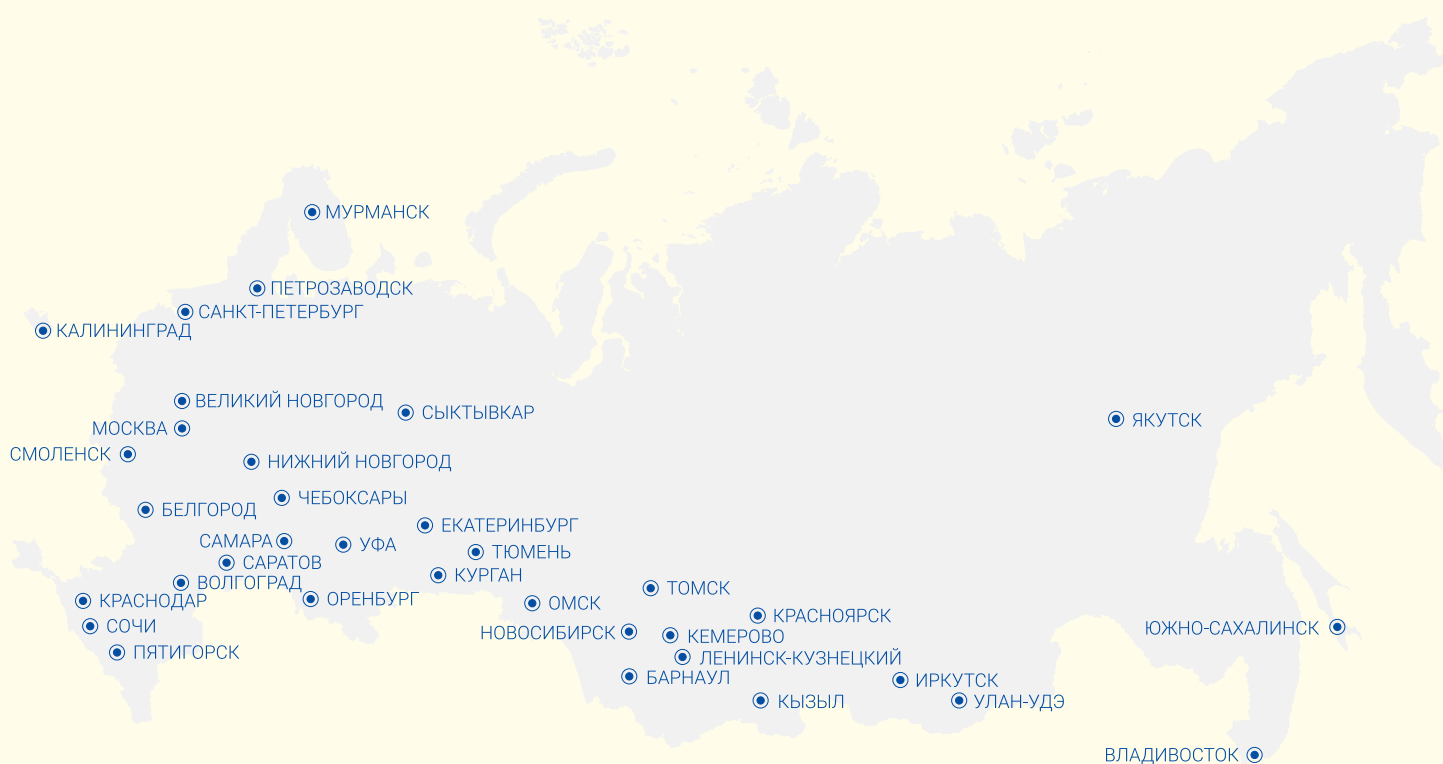 МУРМАНСК
ПЕТРОЗАВОДСК
САНКТ-ПЕТЕРБУРГ
КАЛИНИНГРАД
ВЕЛИКИЙ НОВГОРОД
СЫКТЫВКАР
ЯКУТСК
МОСКВА
СМОЛЕНСК
НИЖНИЙ НОВГОРОД
ЧЕБОКСАРЫ
БЕЛГОРОД
ЕКАТЕРИНБУРГ
САМАРА
УФА
ТЮМЕНЬ
САРАТОВ
КУРГАН
ВОЛГОГРАД
ТОМСК
ОРЕНБУРГ
КРАСНОДАР
ОМСК
КРАСНОЯРСК
СОЧИ
ЮЖНО-САХАЛИНСК
НОВОСИБИРСК
КЕМЕРОВО
ПЯТИГОРСК
ЛЕНИНСК-КУЗНЕЦКИЙ
БАРНАУЛ
ИРКУТСК
КЫЗЫЛ
УЛАН-УДЭ
ВЛАДИВОСТОК